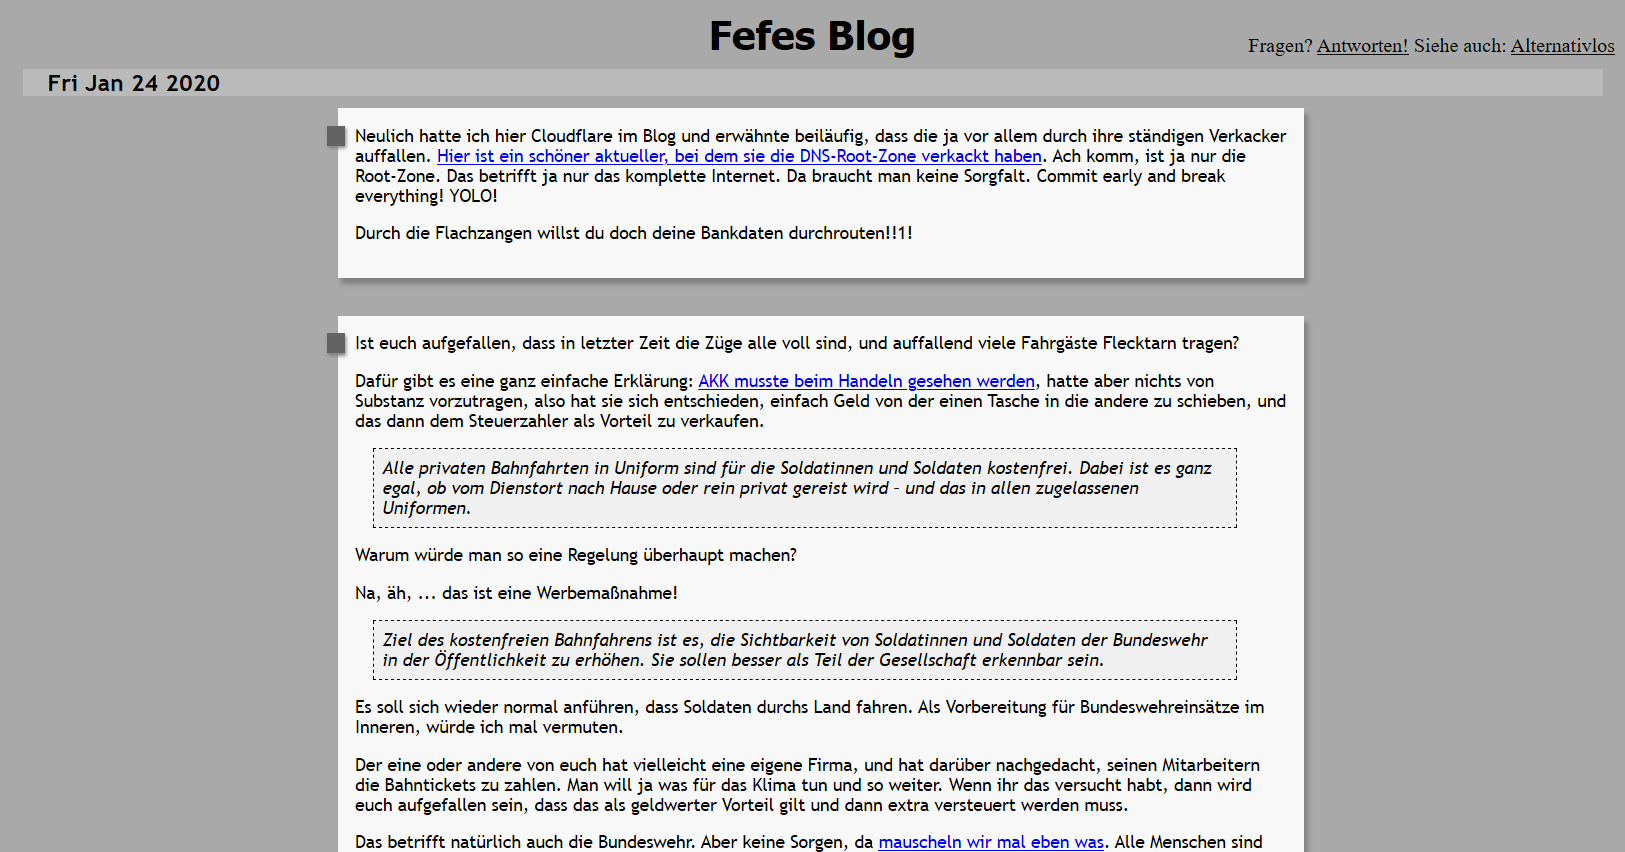 Fefes Blog
Fragen? Antworten! Siehe auch: Alternativlos
Fri Jan 24 2020
Neulich hatte ich hier Cloudflare im Blog und erwähnte beiläufig, dass die ja vor allem durch ihre ständigen Verkacker
auffallen. Hier ist ein schöner aktueller, bei dem sie die DNS-Root-Zone verkackt haben. Ach komm, ist ja nur die
Root-Zone. Das betrifft ja nur das komplette Internet. Da braucht man keine Sorgfalt. Commit early and break
everything! YOLO!
Durch die Flachzangen willst du doch deine Bankdaten durchrouten!!1!
Ist euch aufgefallen, dass in letzter Zeit die Züge alle voll sind, und auffallend viele Fahrgäste Flecktarn tragen?
Dafür gibt es eine ganz einfache Erklärung: AKK musste beim Handeln gesehen werden, hatte aber nichts von
Substanz vorzutragen, also hat sie sich entschieden, einfach Geld von der einen Tasche in die andere zu schieben, und
das dann dem Steuerzahler als Vorteil zu verkaufen.
Alle privaten Bahnfahrten in Uniform sind für die Soldatinnen und Soldaten kostenfrei. Dabei ist es ganz
egal, ob vom Dienstort nach Hause oder rein privat gereist wird – und das in allen zugelassenen
Uniformen.
Warum würde man so eine Regelung überhaupt machen?
Na, äh, ... das ist eine Werbemaßnahme!
Ziel des kostenfreien Bahnfahrens ist es, die Sichtbarkeit von Soldatinnen und Soldaten der Bundeswehr
in der Öffentlichkeit zu erhöhen. Sie sollen besser als Teil der Gesellschaft erkennbar sein.
Es soll sich wieder normal anführen, dass Soldaten durchs Land fahren. Als Vorbereitung für Bundeswehreinsätze im
Inneren, würde ich mal vermuten.
Der eine oder andere von euch hat vielleicht eine eigene Firma, und hat darüber nachgedacht, seinen Mitarbeitern
die Bahntickets zu zahlen. Man will ja was für das Klima tun und so weiter. Wenn ihr das versucht habt, dann wird
euch aufgefallen sein, dass das als geldwerter Vorteil gilt und dann extra versteuert werden muss.
Das betrifft natürlich auch die Bundeswehr. Aber keine Sorgen, da mauscheln wir mal eben was. Alle Menschen sind